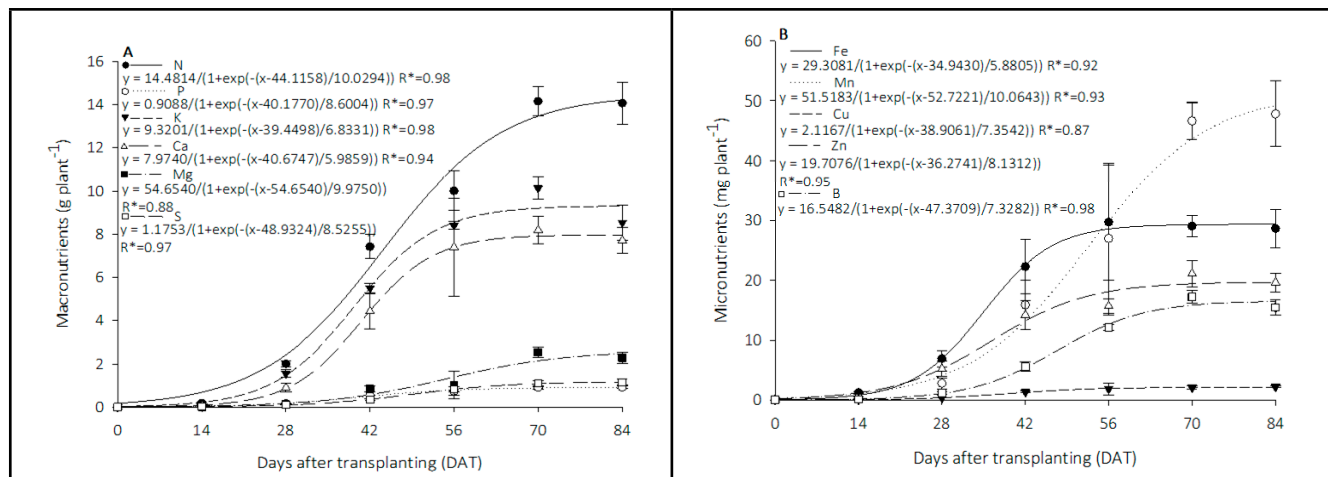 A
N
y = 14.4814/(1+exp(-(x-44.1158)/10.0294)) R*=0.98
P
y = 0.9088/(1+exp(-(x-40.1770)/8.6004)) R*=0.97
K
y = 9.3201/(1+exp(-(x-39.4498)/6.8331)) R*=0.98
Ca
y = 7.9740/(1+exp(-(x-40.6747)/5.9859)) R*=0.94
Mg
y = 54.6540/(1+exp(-(x-54.6540)/9.9750))
R*=0.88
S
y = 1.1753/(1+exp(-(x-48.9324)/8.5255))
R*=0.97
Macronutrients (g plant⁻¹)
16
14
12
10
8
6
4
2
0
0 14 28 42 56 70 84
Days after transplanting (DAT)
B
Fe
y = 29.3081/(1+exp(-(x-34.9430)/5.8805)) R*=0.92
Mn
y = 51.5183/(1+exp(-(x-52.7221)/10.0643)) R*=0.93
Cu
y = 2.1167/(1+exp(-(x-38.9061)/7.3542)) R*=0.87
Zn
y = 19.7076/(1+exp(-(x-36.2741)/8.1312))
R*=0.95
B
y = 16.5482/(1+exp(-(x-47.3709)/7.3282)) R*=0.98
Micronutrients (mg plant⁻¹)
60
50
40
30
20
10
0
0 14 28 42 56 70 84
Days after transplanting (DAT)